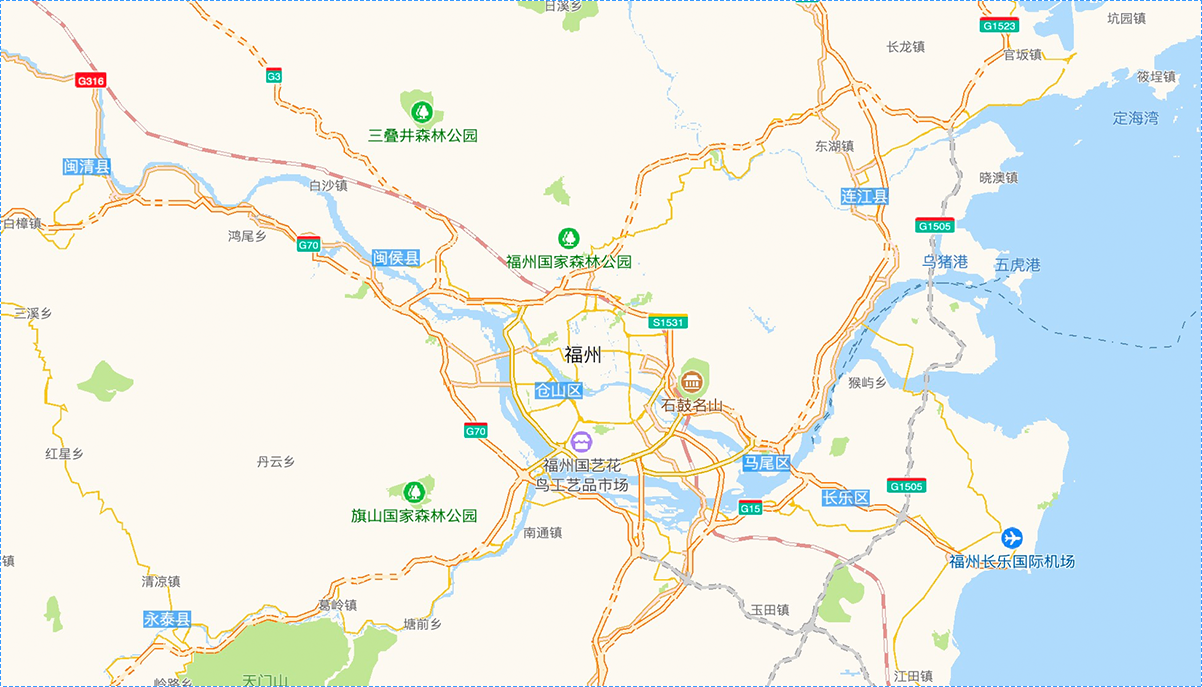 日溪乡
坑园镇
G1523
长龙镇
官坂镇
G316
G3
筱埕镇
三叠井森林公园
定海湾
东湖镇
闽清县
白沙镇
晓澳镇
连江县
白樟镇
鸿尾乡
G70
G1505
福州国家森林公园
闽侯县
乌猪港
五虎港
三溪乡
S1531
福州
仓山区
猴屿乡
石鼓名山
G70
红星乡
丹云乡
福州国艺花
鸟工艺品市场
马尾区
G1505
长乐区
旗山国家森林公园
G15
南通镇
福州长乐国际机场
镇
清凉镇
葛岭镇
玉田镇
永泰县
塘前乡
岭路乡
天门山
江田镇